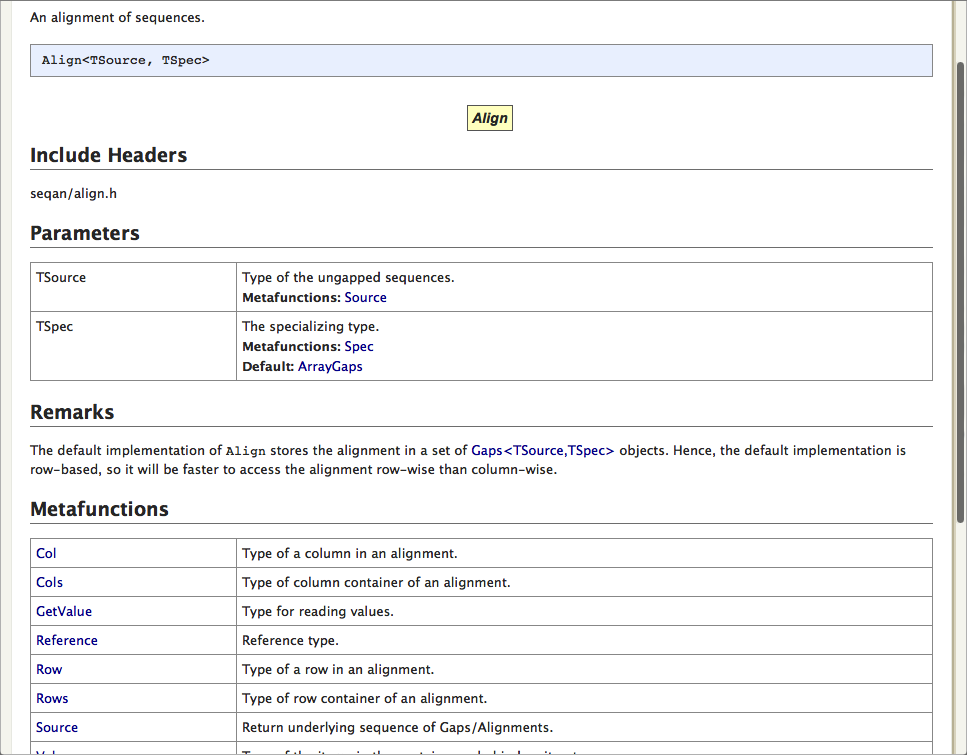 An alignment of sequences.
Align<TSource, TSpec>
Align
Include Headers
seqan/align.h
Parameters
TSource
Type of the ungapped sequences.
Metafunctions: Source
TSpec
The specializing type.
Metafunctions: Spec
Default: ArrayGaps
Remarks
The default implementation of Align stores the alignment in a set of Gaps<TSource,TSpec> objects. Hence, the default implementation is
row-based, so it will be faster to access the alignment row-wise than column-wise.
Metafunctions
Col
Type of a column in an alignment.
Cols
Type of column container of an alignment.
GetValue
Type for reading values.
Reference
Reference type.
Row
Type of a row in an alignment.
Rows
Type of row container of an alignment.
Source
Return underlying sequence of Gaps/Alignments.